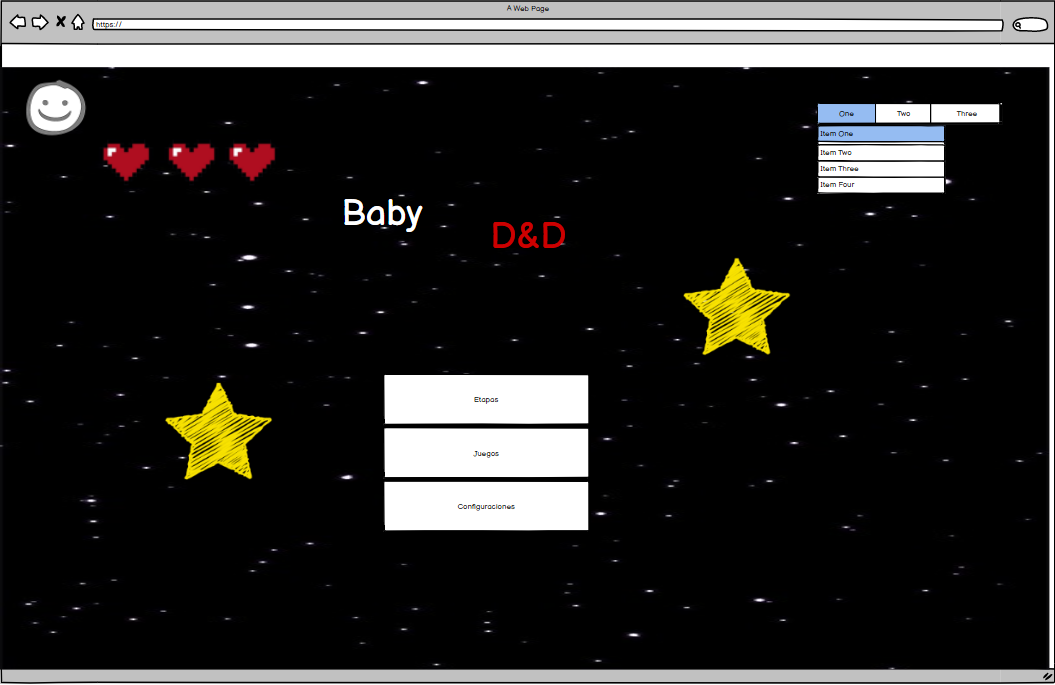 A Web Page
https://
One Two Three
Item One
Item Two
Item Three
Item Four
Baby
D&D
Etapas
Juegos
Configuraciones